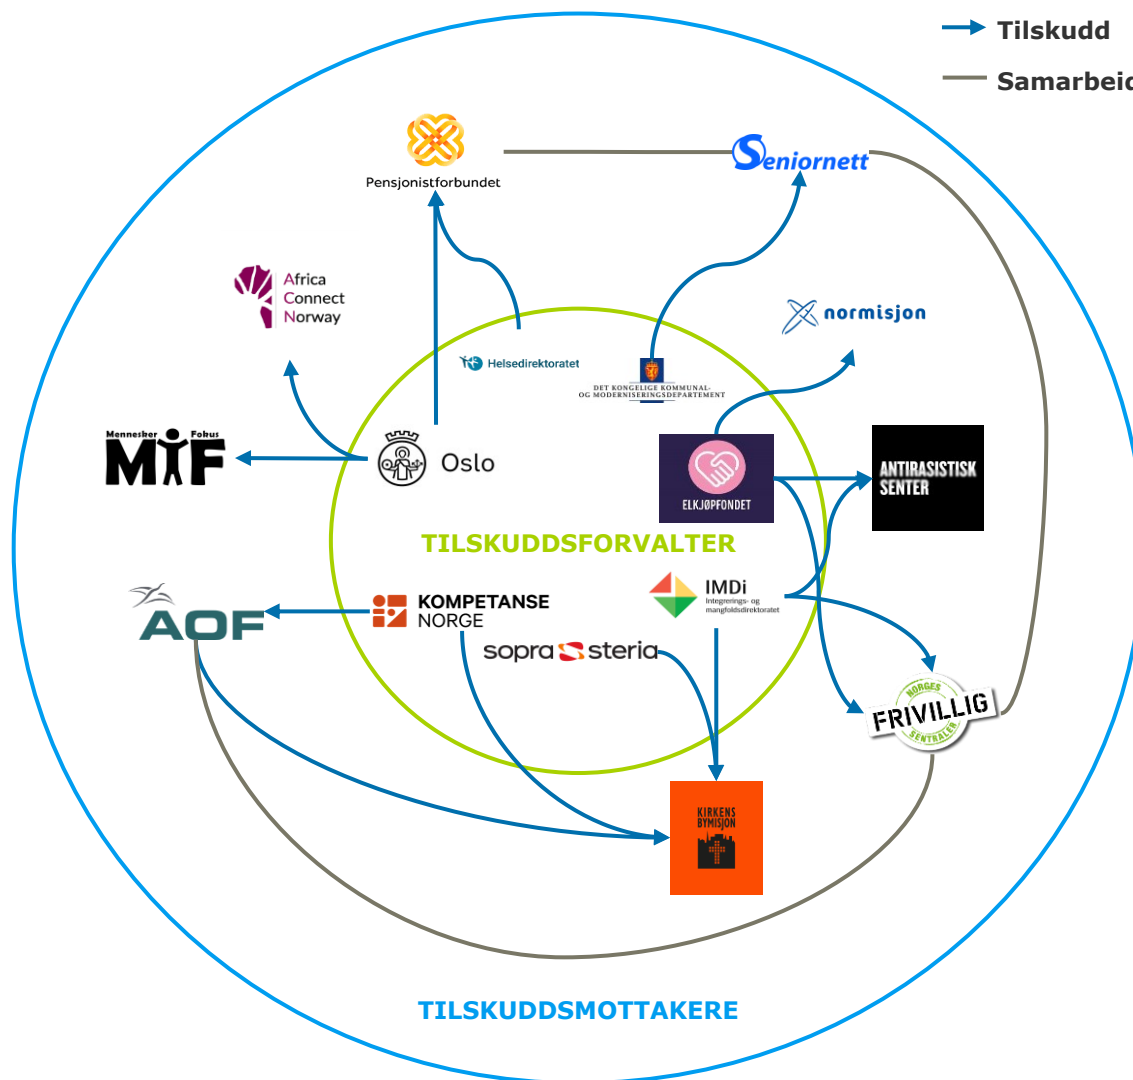 Tilskudd
Samarbeid
Pensjonistforbundet
Seniornett
Africa
Connect
Norway
normisjon
Helsedirektoratet
DET KONGELIGE KOMMUNAL-
OG MODERNISERINGSDEPARTEMENT
Mennesker i Fokus
MiF
Oslo
ELKJØPFONDET
ANTIRASISTISK
SENTER
TILSKUDDSFORVALTER
AOF
KOMPETANSE
NORGE
IMDi
Integrerings- og
mangfoldsdirektoratet
sopra steria
NORGES
FRIVILLIG
SENTRALER
KIRKENS
BYMISJON
TILSKUDDSMOTTAKERE